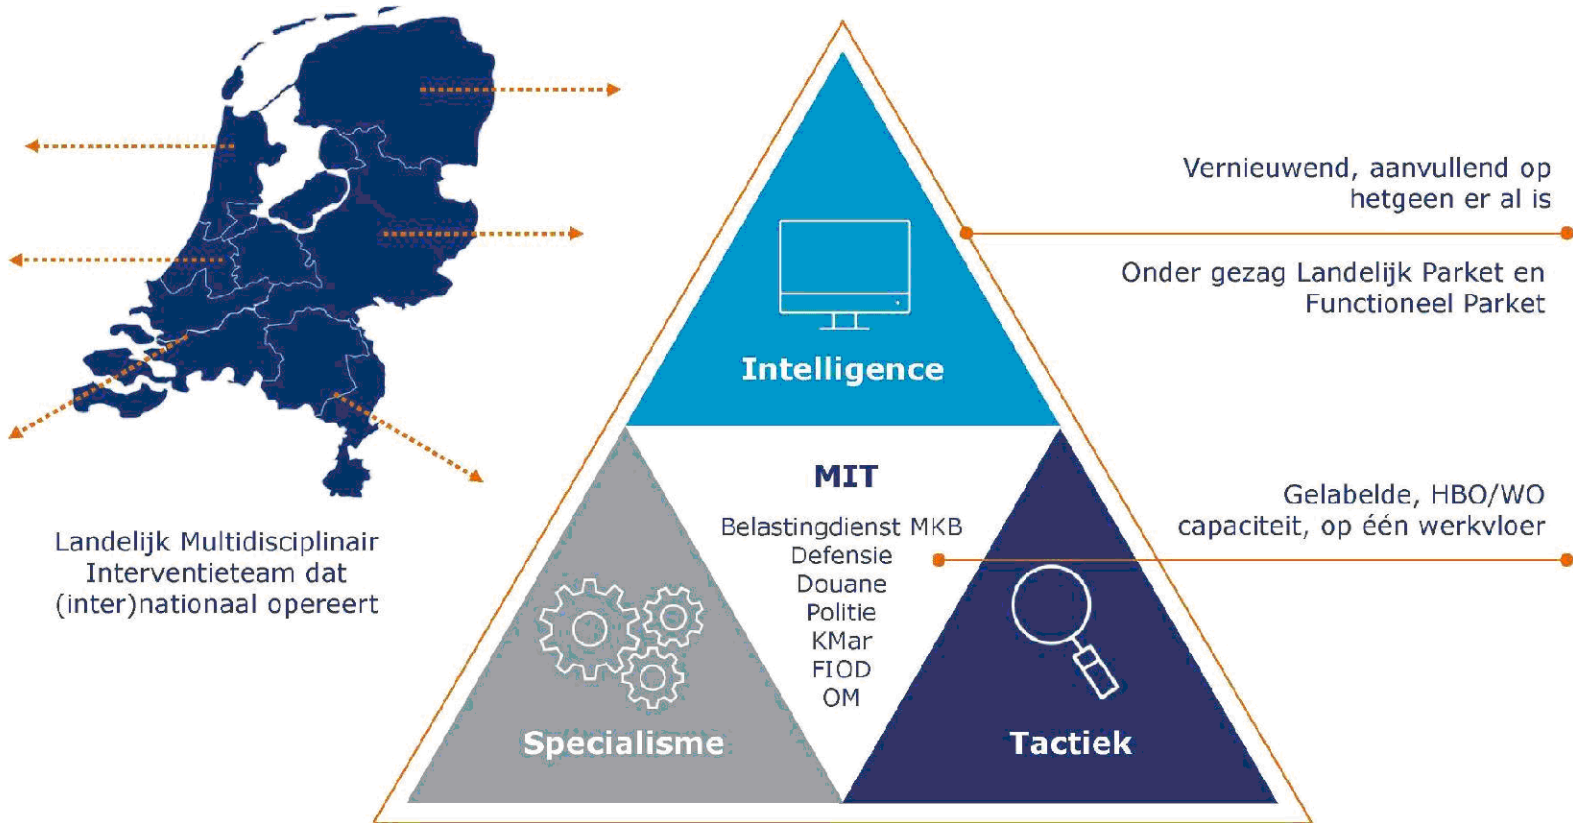 Landelijk Multidisciplinair
Interventieteam dat
(inter)nationaal opereert
Intelligence
MIT
Belastingdienst MKB
Defensie
Douane
Politie
KMar
FIOD
OM
Specialisme
Tactiek
Vernieuwend, aanvullend op
hetgeen er al is
Onder gezag Landelijk Parket en
Functioneel Parket
Gelabelde, HBO/WO
capaciteit, op één werkvloer